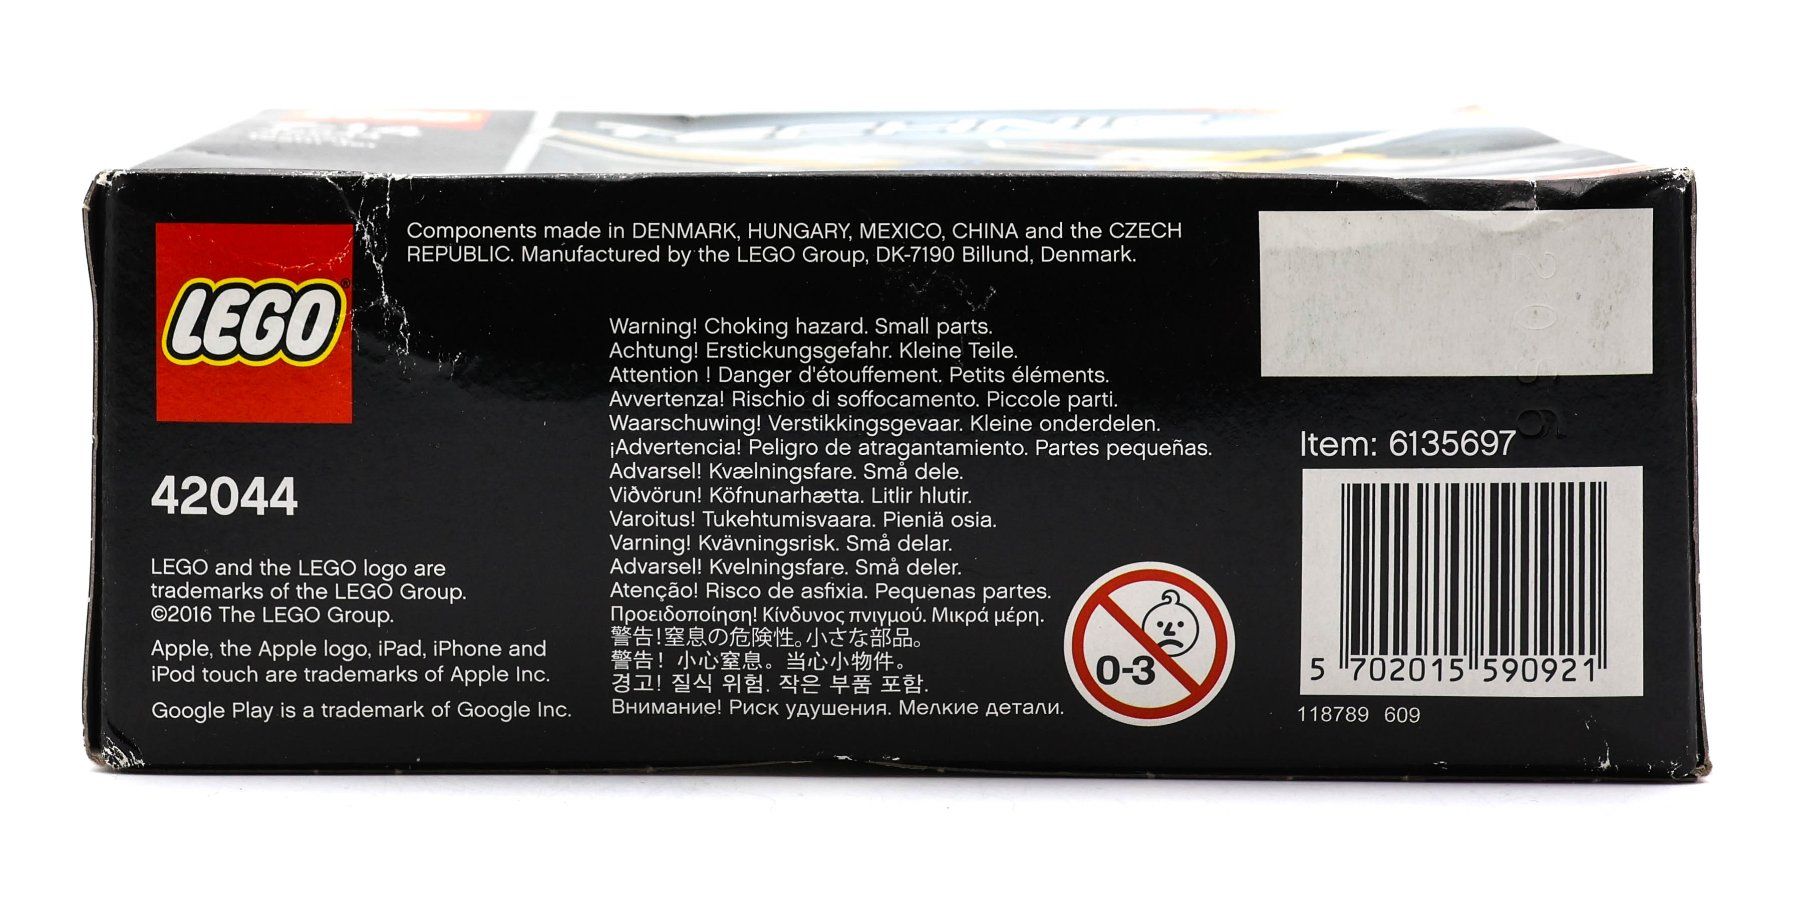 TECHNIC
LEGO®
Components made in DENMARK, HUNGARY, MEXICO, CHINA and the CZECH
REPUBLIC. Manufactured by the LEGO Group, DK-7190 Billund, Denmark.
42044
LEGO and the LEGO logo are
trademarks of the LEGO Group.
©2016 The LEGO Group.
Apple, the Apple logo, iPad, iPhone and
iPod touch are trademarks of Apple Inc.
Google Play is a trademark of Google Inc.
Warning! Choking hazard. Small parts.
Achtung! Erstickungsgefahr. Kleine Teile.
Attention ! Danger d'étouffement. Petits éléments.
Avvertenza! Rischio di soffocamento. Piccole parti.
Waarschuwing! Verstikkingsgevaar. Kleine onderdelen.
¡Advertencia! Peligro de atragantamiento. Partes pequeñas.
Advarsel! Kvælningsfare. Små dele.
Viðvörun! Köfnunarhætta. Litlir hlutir.
Varoitus! Tukehtumisvaara. Pieniä osia.
Varning! Kvävningsrisk. Små delar.
Advarsel! Kvelningsfare. Små deler.
Atenção! Risco de asfixia. Pequenas partes.
Προειδοποίηση! Κίνδυνος πνιγμού. Μικρά μέρη.
警告!窒息の危険性。小さな部品。
警告！小心窒息。当心小物件。
경고! 질식 위험. 작은 부품 포함.
Внимание! Риск удушения. Мелкие детали.
0-3
Item: 6135697
5 702015 590921
118789 609